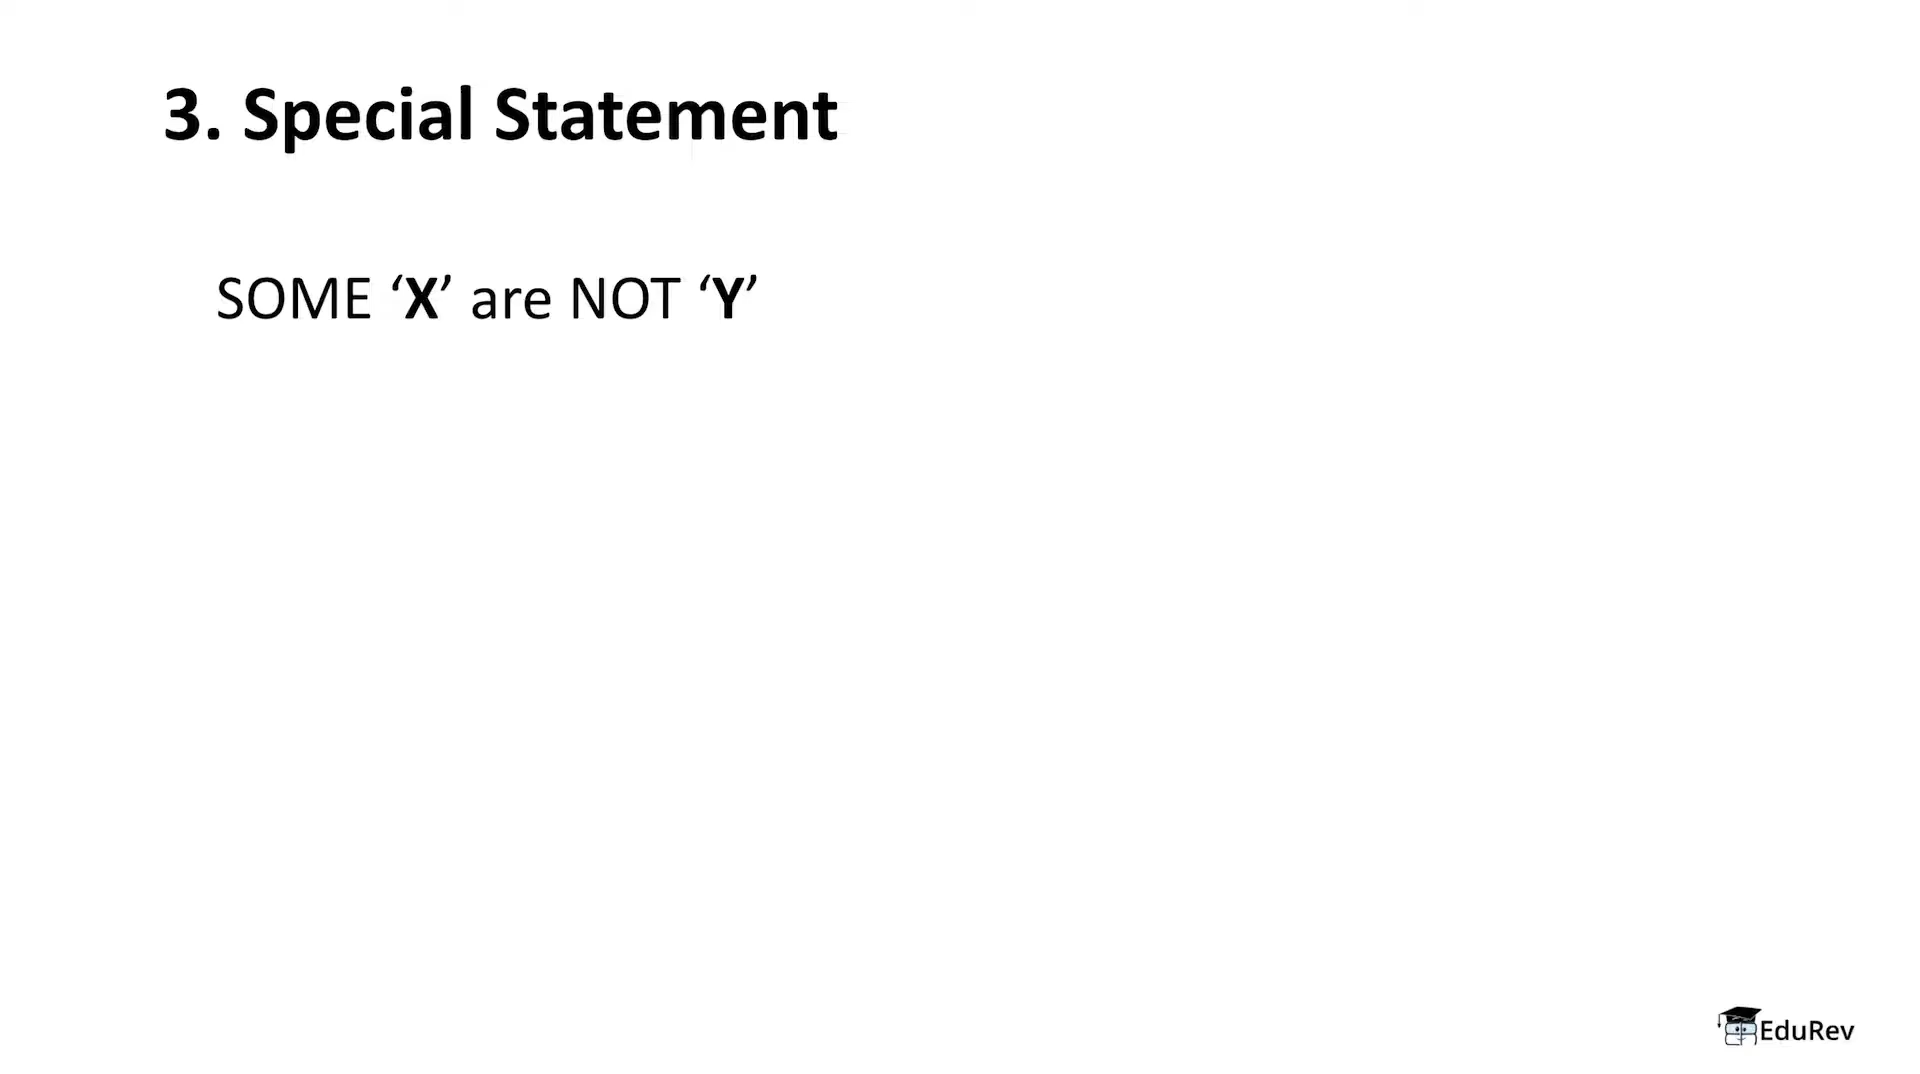 3. Special Statement
SOME ‘X’ are NOT ‘Y’
EduRev